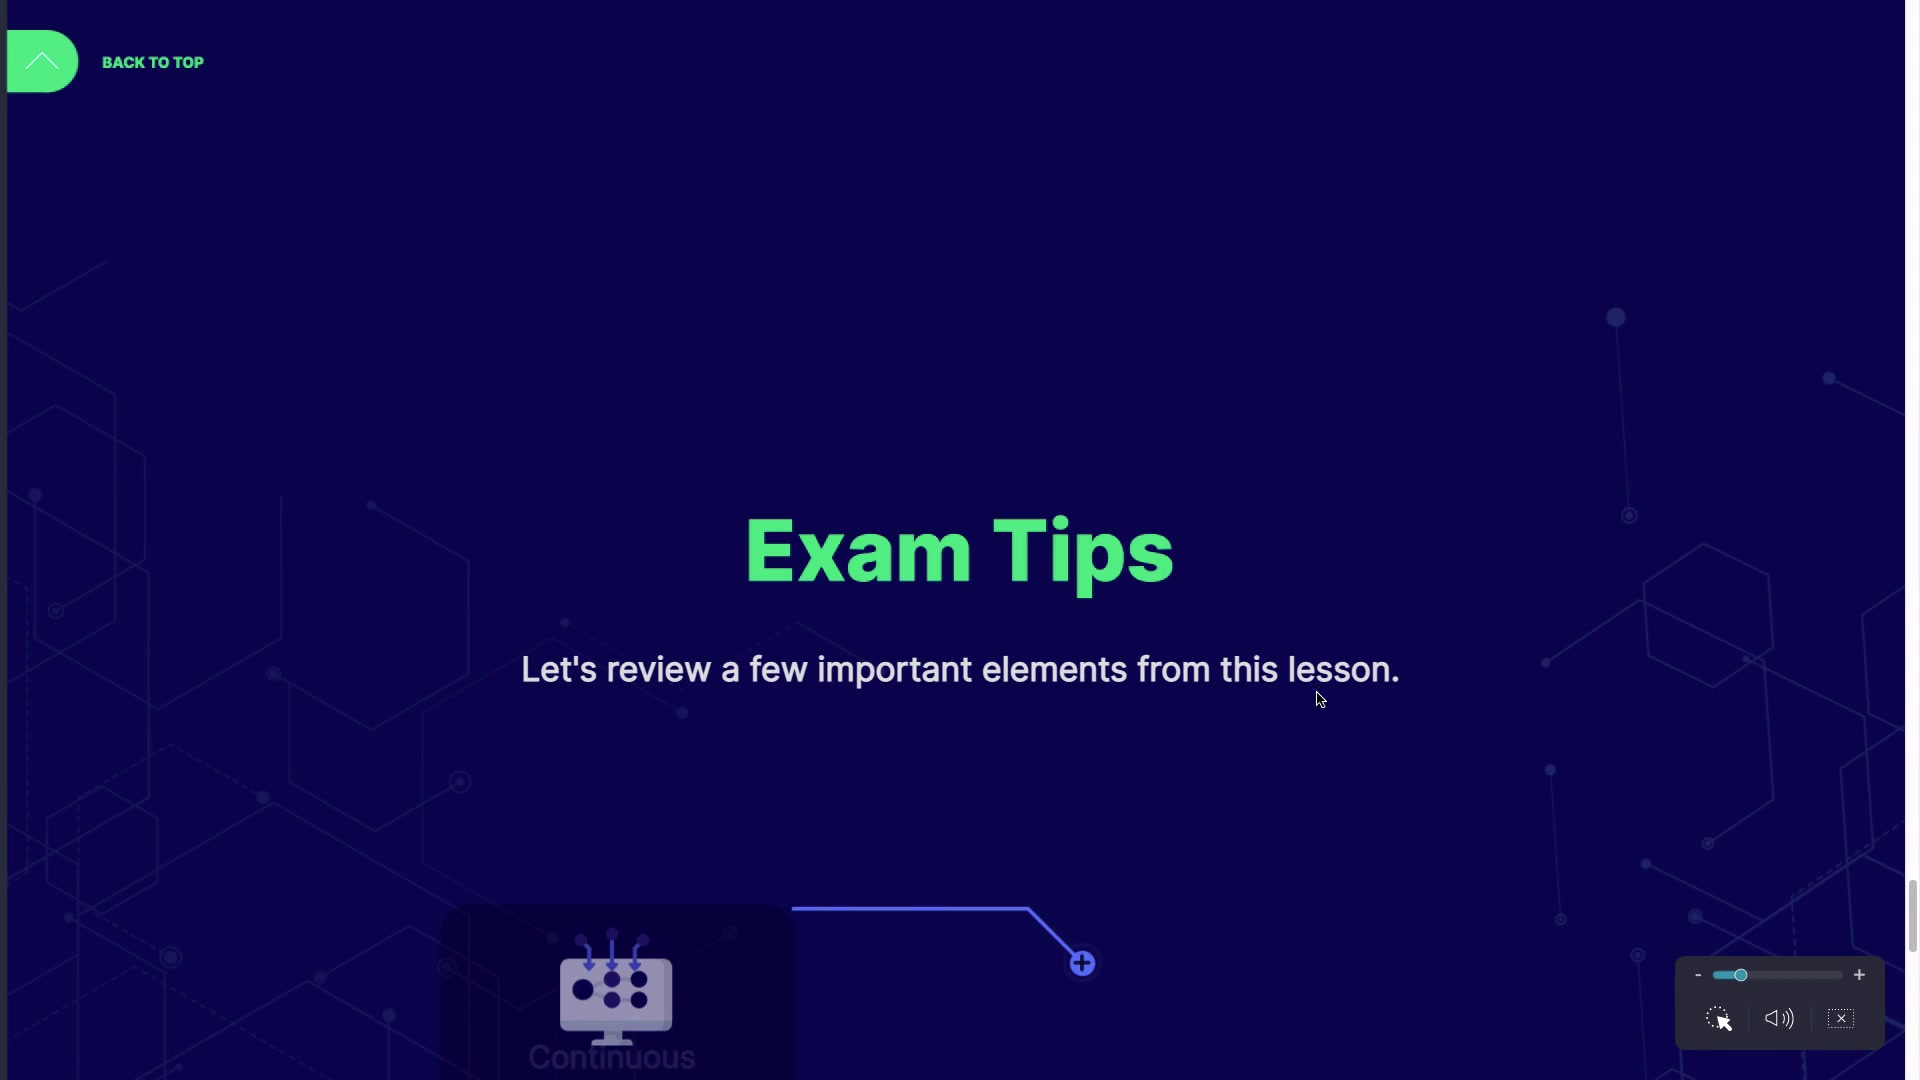 BACK TO TOP
Exam Tips
Let's review a few important elements from this lesson.
Continuous